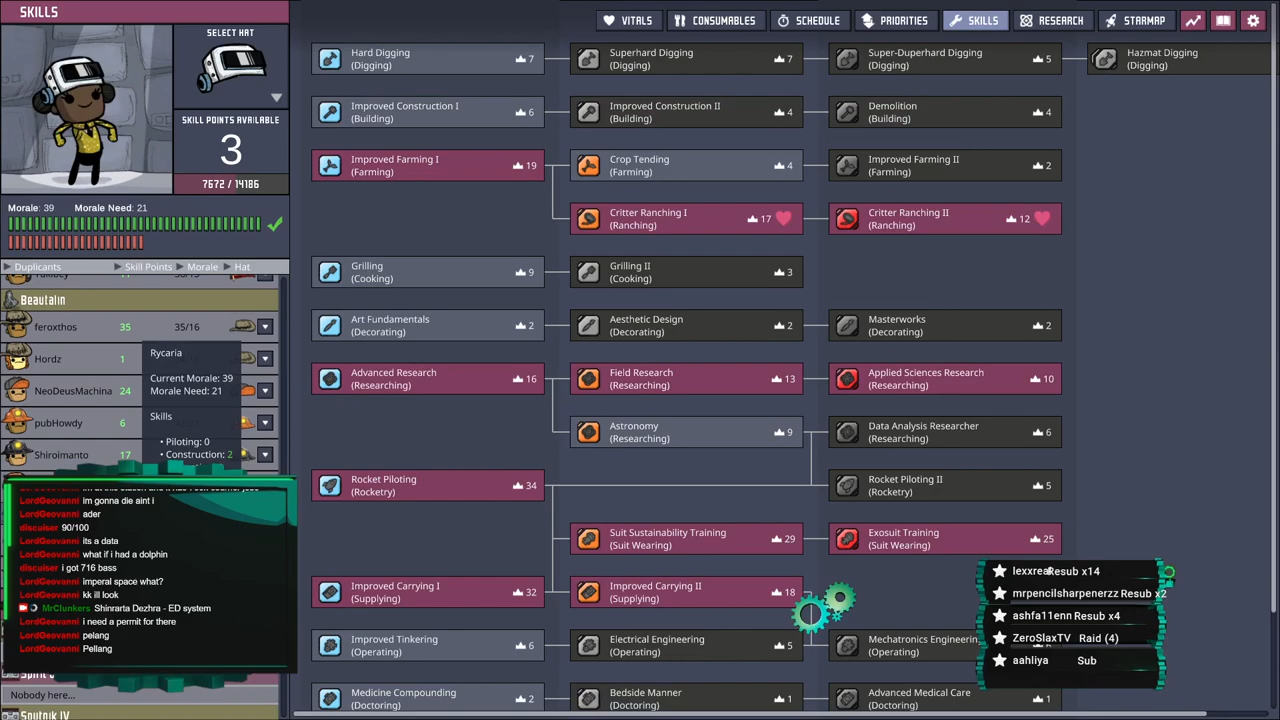 SKILLS
VITALS
CONSUMABLES
SCHEDULE
PRIORITIES
SKILLS
RESEARCH
STARMAP
SELECT HAT
SKILL POINTS AVAILABLE
3
7672 / 14186
Morale: 39 Morale Need: 21
Duplicants Skill Points Morale Hat
Beautalin
feroxthos 35 35/16
Hordz 1
NeoDeusMachina 24
pubHowdy 6
Shiroimanto 17
Rycaria
Current Morale: 39
Morale Need: 21
Skills
• Piloting: 0
• Construction: 2
LordGeovanni im gonna die aint i
LordGeovanni ader
discuiser 90/100
LordGeovanni its a data
LordGeovanni what if i had a dolphin
discuiser i got 716 bass
LordGeovanni imperal space what?
LordGeovanni kk ill look
MrClunkers Shinrarta Dezhra - ED system
LordGeovanni i need a permit for there
LordGeovanni pelang
LordGeovanni Pellang
Nobody here...
Sputnik IV
Hard Digging
(Digging)
7
Superhard Digging
(Digging)
7
Super-Duperhard Digging
(Digging)
5
Hazmat Digging
(Digging)
Improved Construction I
(Building)
6
Improved Construction II
(Building)
4
Demolition
(Building)
4
Improved Farming I
(Farming)
19
Crop Tending
(Farming)
4
Improved Farming II
(Farming)
2
Critter Ranching I
(Ranching)
17
Critter Ranching II
(Ranching)
12
Grilling
(Cooking)
9
Grilling II
(Cooking)
3
Art Fundamentals
(Decorating)
2
Aesthetic Design
(Decorating)
2
Masterworks
(Decorating)
2
Advanced Research
(Researching)
16
Field Research
(Researching)
13
Applied Sciences Research
(Researching)
10
Astronomy
(Researching)
9
Data Analysis Researcher
(Researching)
6
Rocket Piloting
(Rocketry)
34
Rocket Piloting II
(Rocketry)
5
Suit Sustainability Training
(Suit Wearing)
29
Exosuit Training
(Suit Wearing)
25
Improved Carrying I
(Supplying)
32
Improved Carrying II
(Supplying)
18
Improved Tinkering
(Operating)
6
Electrical Engineering
(Operating)
5
Mechatronics Engineerin
(Operating)
Medicine Compounding
(Doctoring)
2
Bedside Manner
(Doctoring)
1
Advanced Medical Care
(Doctoring)
1
Resub x14
mrpencilsharpenerzz Resub x2
ashfa11enn Resub x4
ZeroSlaxTV Raid (4)
aahliya Sub